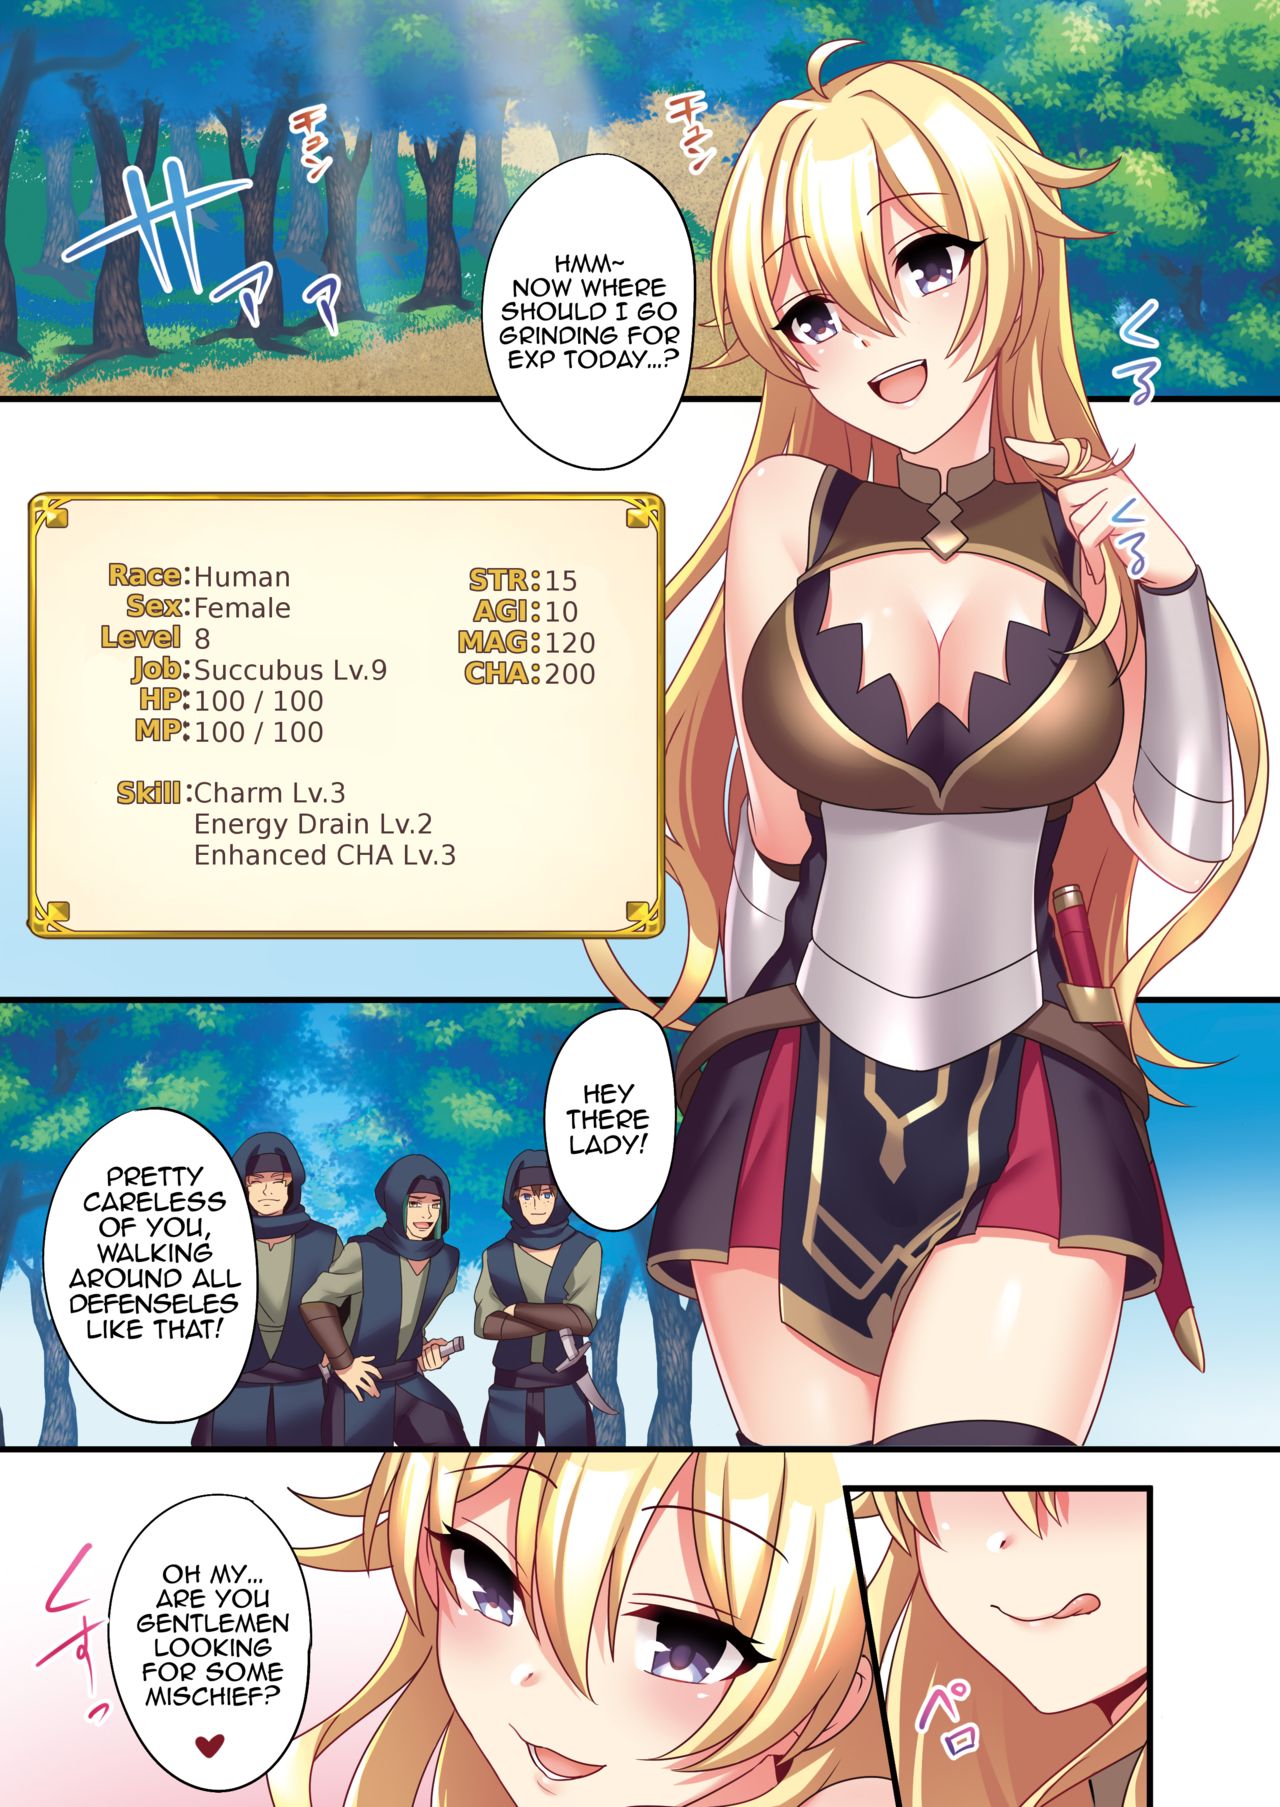 チュン
チュン
サァァ
HMM~
NOW WHERE
SHOULD I GO
GRINDING FOR
EXP TODAY...?
くる
くる
Race: Human
Sex: Female
Level 8
Job: Succubus Lv.9
HP: 100 / 100
MP: 100 / 100
STR: 15
AGI: 10
MAG: 120
CHA: 200
Skill: Charm Lv.3
Energy Drain Lv.2
Enhanced CHA Lv.3
HEY
THERE
LADY!
PRETTY
CARELESS
OF YOU,
WALKING
AROUND ALL
DEFENSELES
LIKE THAT!
ペロ
OH MY...
ARE YOU
GENTLEMEN
LOOKING
FOR SOME
MISCHIEF?
♥
くすっ